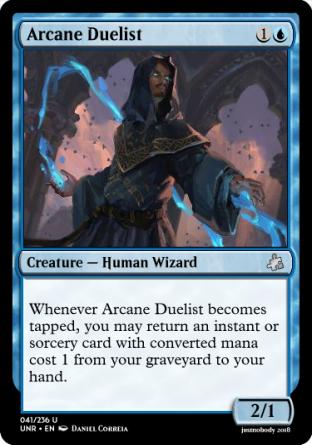 Arcane Duelist 1
Creature — Human Wizard
Whenever Arcane Duelist becomes
tapped, you may return an instant or
sorcery card with converted mana
cost 1 from your graveyard to your
hand.
2/1
041/236 U
UNR • EN Daniel Correia
justnobody 2018